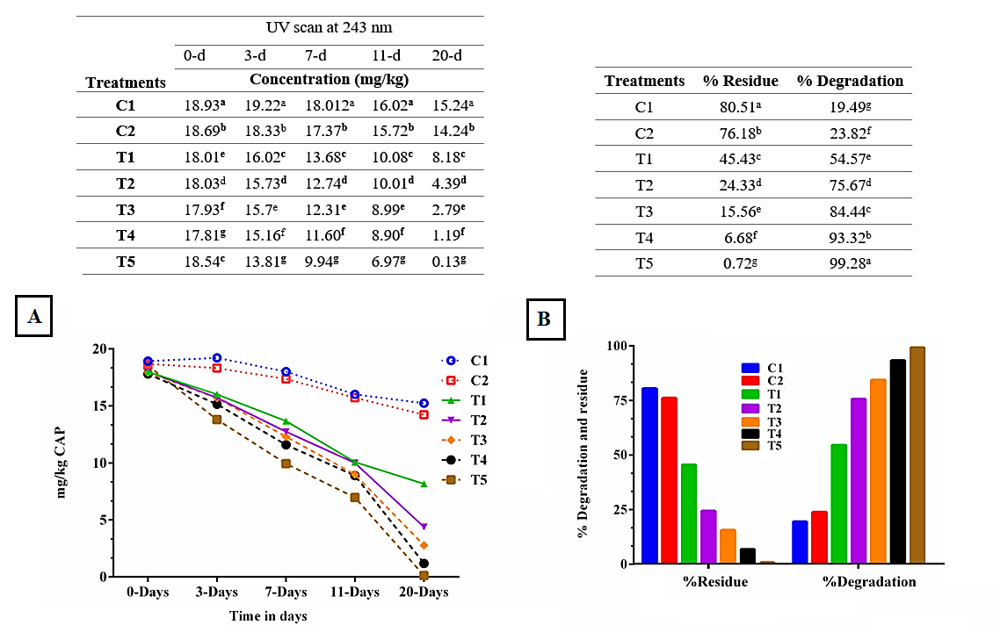 UV scan at 243 nm
0-d 3-d 7-d 11-d 20-d
Treatments Concentration (mg/kg)
C1 18.93a 19.22a 18.012a 16.02a 15.24a
C2 18.69b 18.33b 17.37b 15.72b 14.24b
T1 18.01e 16.02c 13.68c 10.08c 8.18c
T2 18.03d 15.73d 12.74d 10.01d 4.39d
T3 17.93f 15.7e 12.31e 8.99e 2.79e
T4 17.81g 15.16f 11.60f 8.90f 1.19f
T5 18.54c 13.81g 9.94g 6.97g 0.13g
Treatments % Residue % Degradation
C1 80.51a 19.49g
C2 76.18b 23.82f
T1 45.43c 54.57e
T2 24.33d 75.67d
T3 15.56e 84.44c
T4 6.68f 93.32b
T5 0.72g 99.28a
A
mg/kg CAP
20
15
10
5
0
0-Days 3-Days 7-Days 11-Days 20-Days
Time in days
C1
C2
T1
T2
T3
T4
T5
B
% Degradation and residue
100
75
50
25
0
C1
C2
T1
T2
T3
T4
T5
%Residue %Degradation